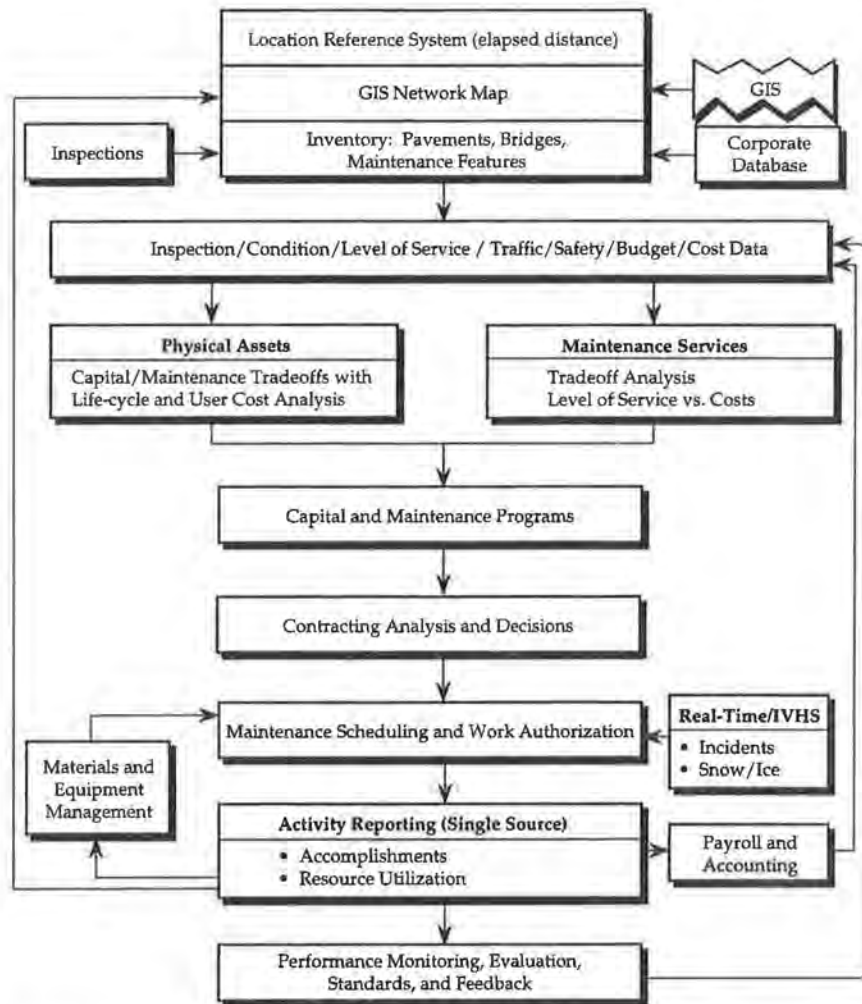 Location Reference System (elapsed distance)
GIS Network Map
GIS
Inspections
Inventory: Pavements, Bridges,
Maintenance Features
Corporate
Database
Inspection/Condition/Level of Service / Traffic/Safety/Budget/Cost Data
Physical Assets
Capital/Maintenance Tradeoffs with
Life-cycle and User Cost Analysis
Maintenance Services
Tradeoff Analysis
Level of Service vs. Costs
Capital and Maintenance Programs
Contracting Analysis and Decisions
Maintenance Scheduling and Work Authorization
Real-Time/IVHS
• Incidents
• Snow/Ice
Materials and
Equipment
Management
Activity Reporting (Single Source)
• Accomplishments
• Resource Utilization
Payroll and
Accounting
Performance Monitoring, Evaluation,
Standards, and Feedback